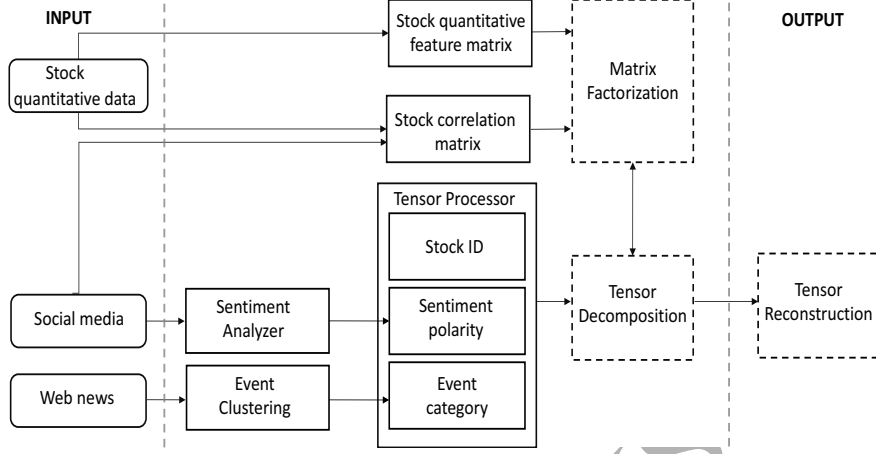 INPUT
OUTPUT
Stock
quantitative data
Stock quantitative
feature matrix
Matrix
Factorization
Stock correlation
matrix
Tensor Processor
Stock ID
Social media
Sentiment
Analyzer
Sentiment
polarity
Tensor
Decomposition
Tensor
Reconstruction
Web news
Event
Clustering
Event
category